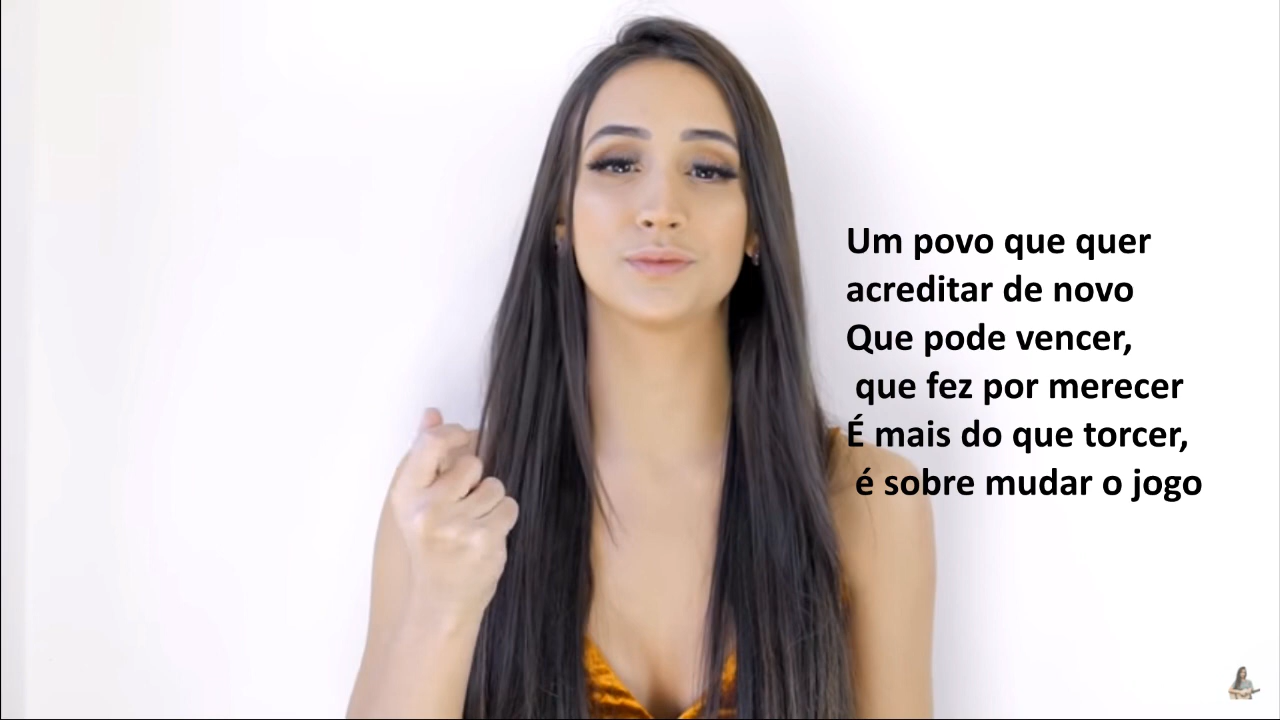 Um povo que quer
acreditar de novo
Que pode vencer,
que fez por merecer
É mais do que torcer,
é sobre mudar o jogo